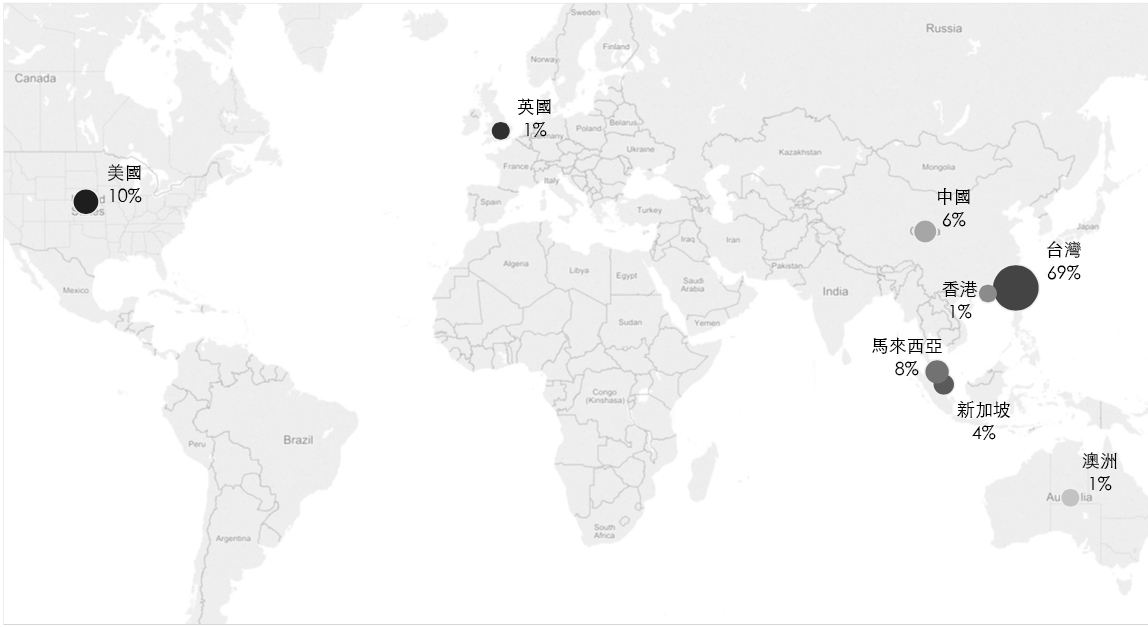 Sweden
Russia
Finland
Norway
Canada
英國
1%
Belarus
Poland
Ukraine
Kazakhstan
France
Mongolia
美國
10%
Italy
Spain
Turkey
中國
6%
Japan
Iraq
Iran
台灣
69%
Algeria
Libya
Egypt
Pakistan
Saudi
Arabia
India
Mexico
香港
1%
Sudan
Yemen
馬來西亞
8%
Congo
(Kinshasa)
新加坡
4%
Peru
Brazil
澳洲
1%
South
Africa
Argentina